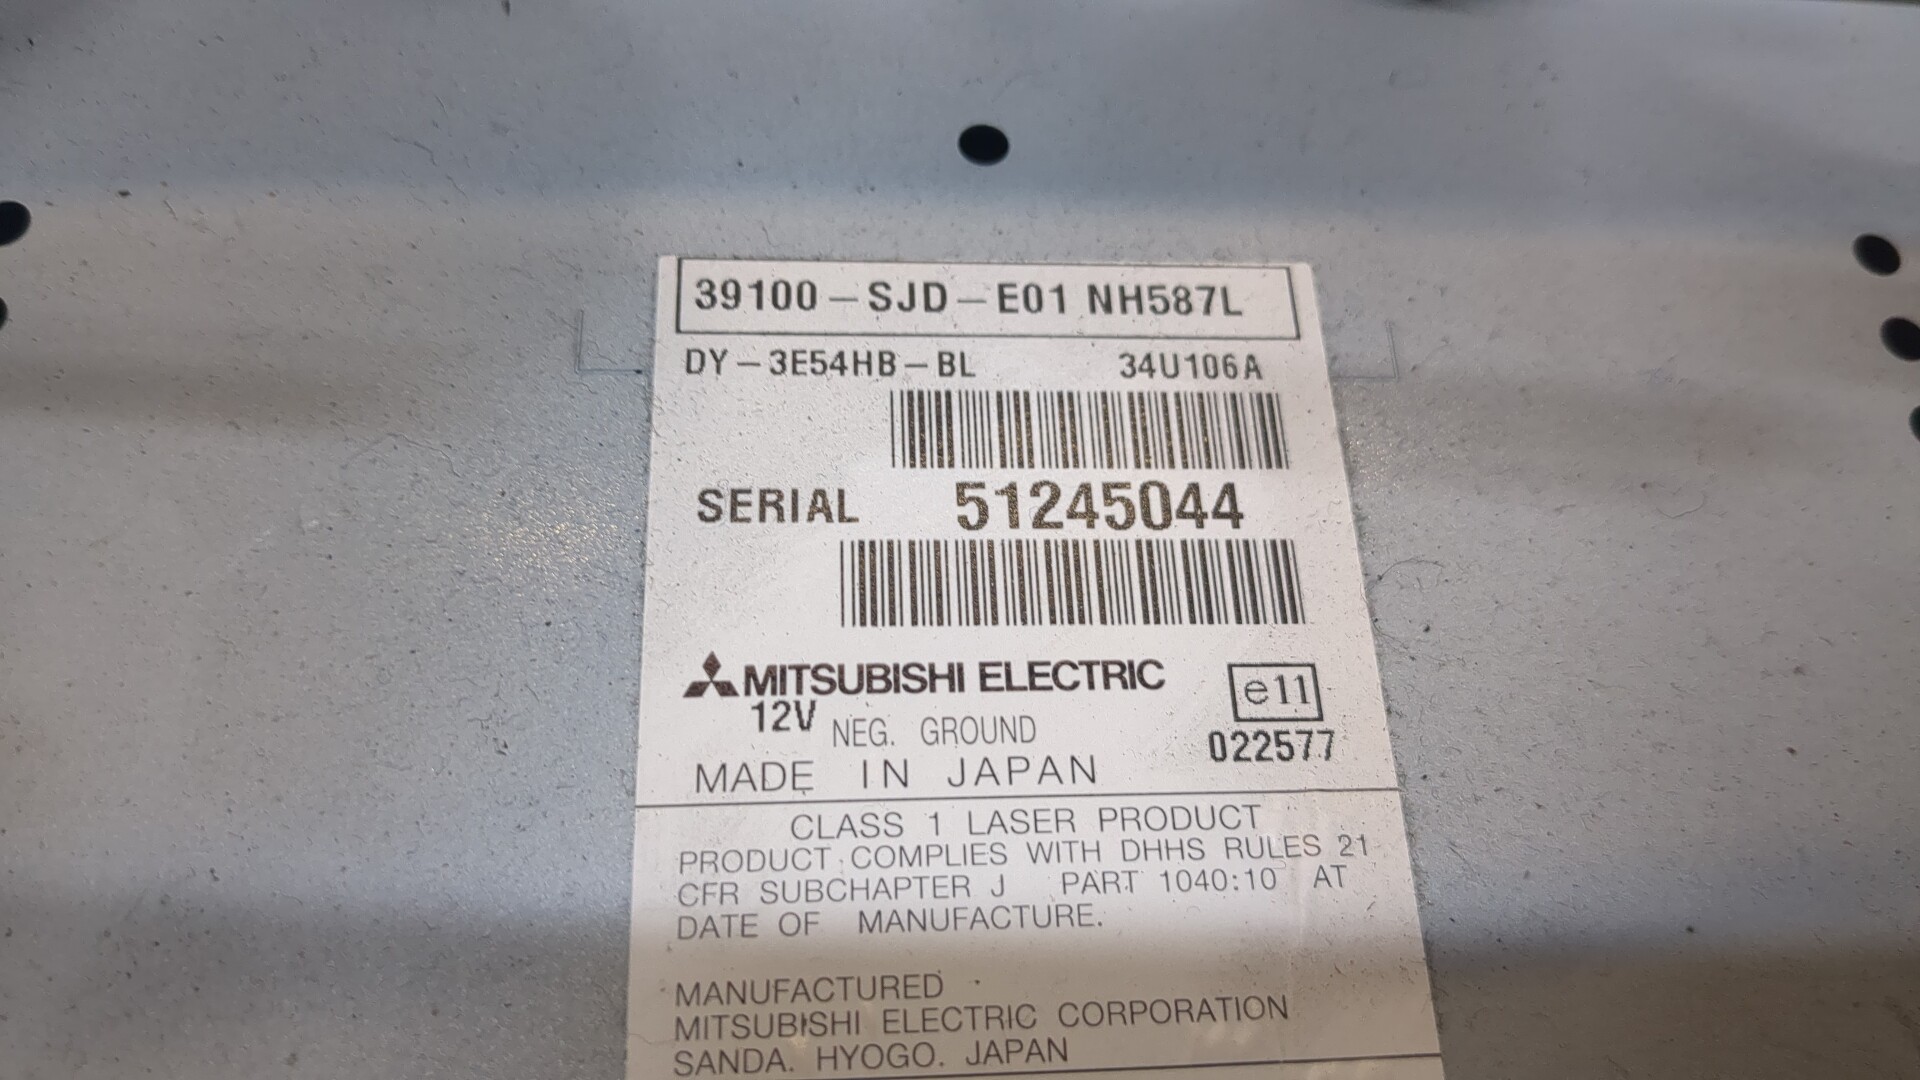 39100-SJD-E01 NH587L
DY-3E54HB-BL 34U106A
SERIAL 51245044
MITSUBISHI ELECTRIC e11
12V NEG. GROUND 022577
MADE IN JAPAN
CLASS 1 LASER PRODUCT
PRODUCT COMPLIES WITH DHHS RULES 21
CFR SUBCHAPTER J PART 1040:10 AT
DATE OF MANUFACTURE.
MANUFACTURED
MITSUBISHI ELECTRIC CORPORATION
SANDA. HYOGO. JAPAN